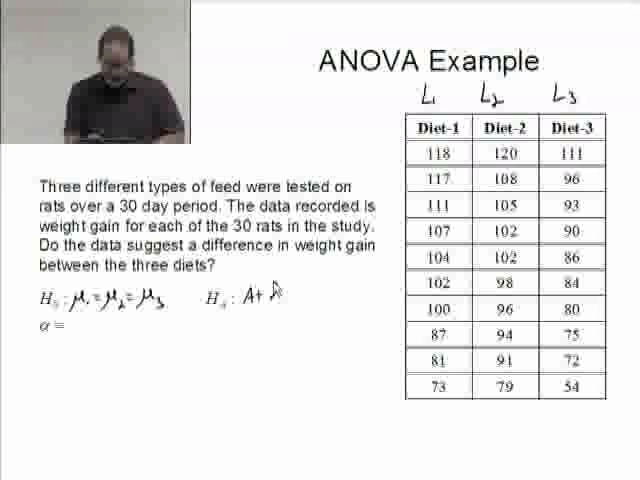 ANOVA Example
L1 L2 L3
Diet-1 Diet-2 Diet-3
118 120 111
117 108 96
111 105 93
107 102 90
104 102 86
102 98 84
100 96 80
87 94 75
81 91 72
73 79 54
Three different types of feed were tested on
rats over a 30 day period. The data recorded is
weight gain for each of the 30 rats in the study.
Do the data suggest a difference in weight gain
between the three diets?
H₀ : μ₁ = μ₂ = μ₃ Hₐ : At
α =